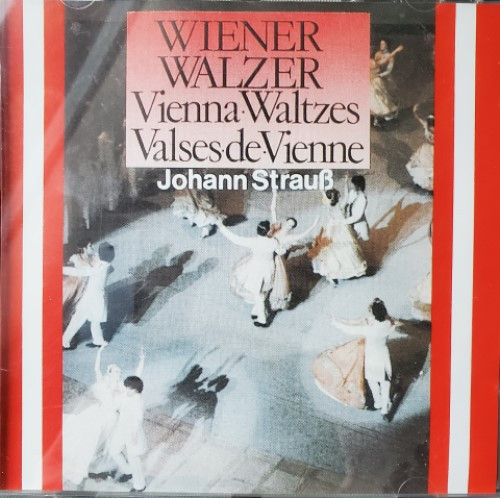 WIENER
WALZER
Vienna·Waltzes
Valses·de·Vienne
Johann Strauß